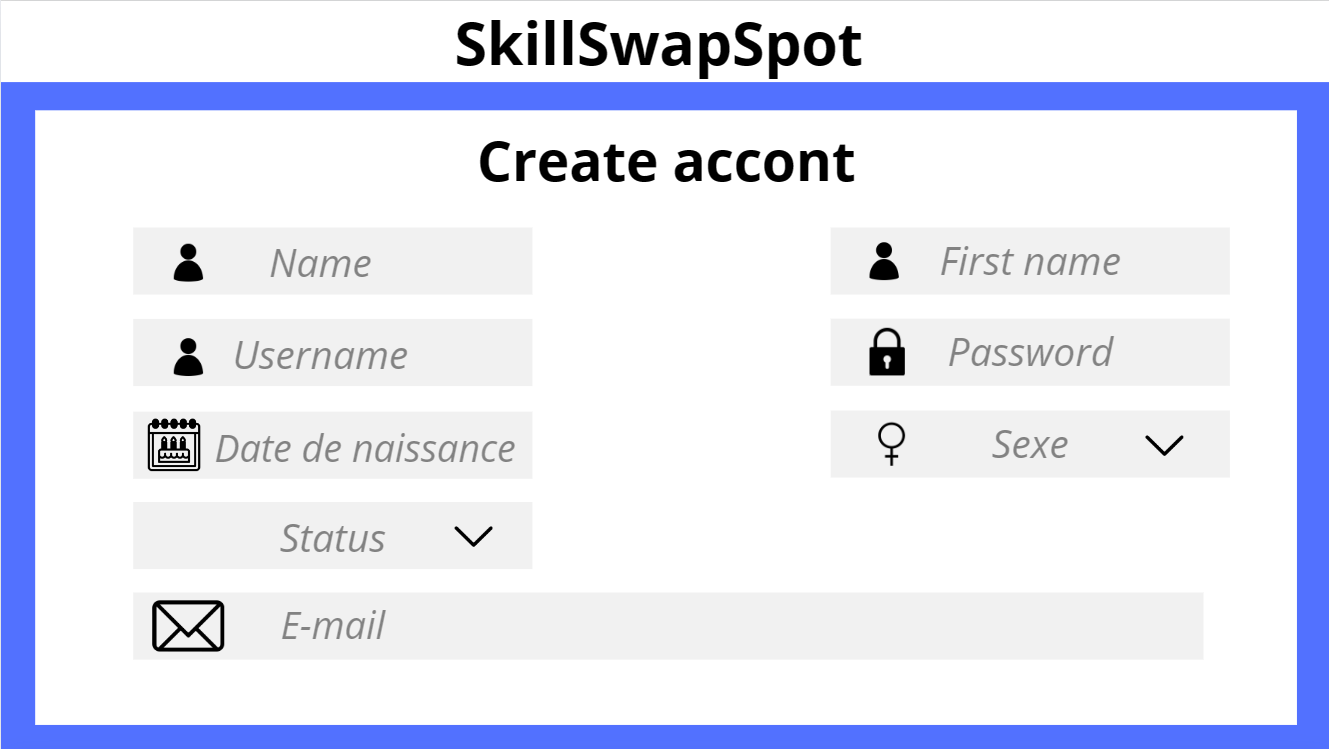 SkillSwapSpot
Create accont
Name
First name
Username
Password
Date de naissance
Sexe
Status
E-mail